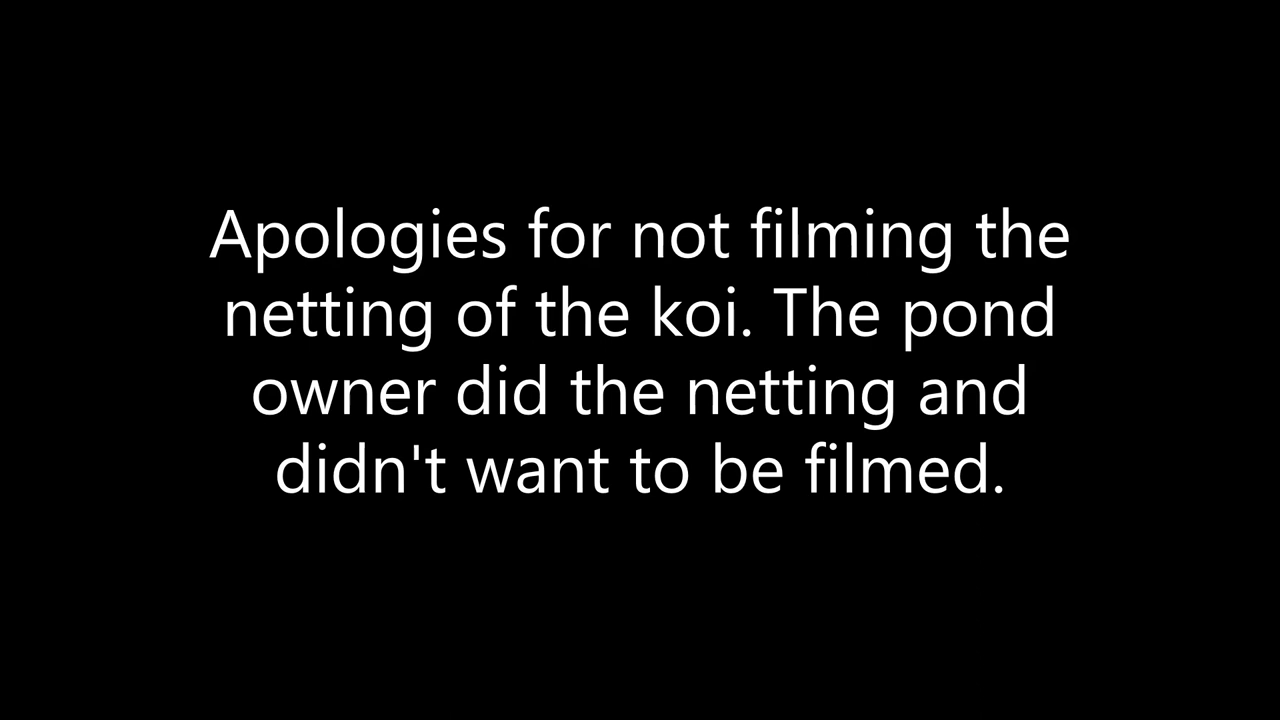 Apologies for not filming the
netting of the koi. The pond
owner did the netting and
didn't want to be filmed.